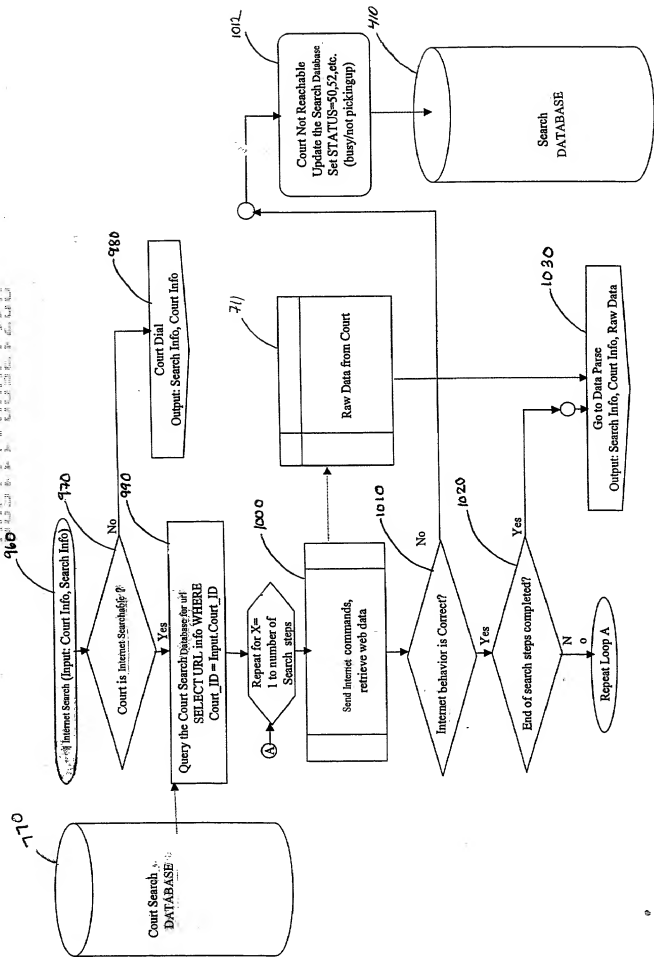 960
Internet Search (Input: Court Info, Search Info)
970
Court is Internet Searchable ?
No
Yes
980
Court Dial
Output: Search Info, Court Info
770
Court Search
DATABASE
990
Query the Court Search Database for url
SELECT URL info WHERE
Court_ID = Input.Court_ID
A
Repeat for X=
1 to number of
Search steps
1000
Send Internet commands,
retrieve web data
711
Raw Data from Court
1010
Internet behavior is Correct?
No
Yes
1012
Court Not Reachable
Update the Search Database
Set STATUS=50,52,etc.
(busy/not pickingup)
410
Search
DATABASE
1020
End of search steps completed?
Yes
N
o
Repeat Loop A
1030
Go to Data Parse
Output: Search Info, Court Info, Raw Data